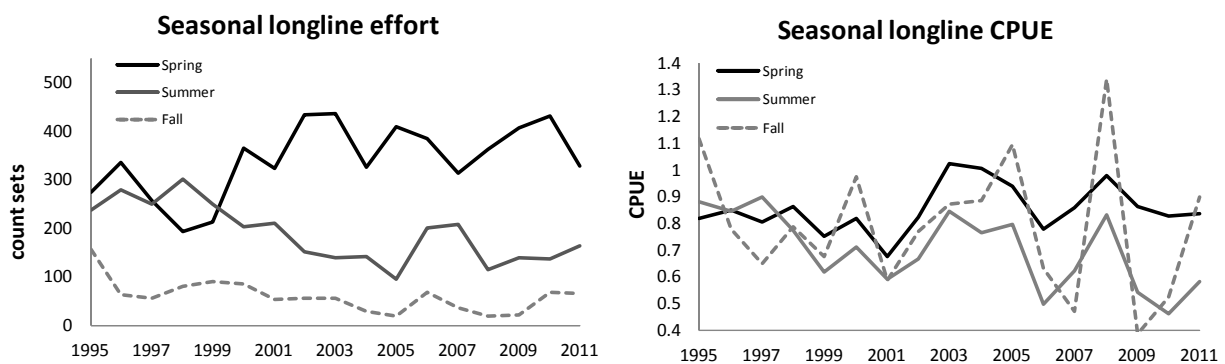 Seasonal longline effort
500
400
300
200
100
0
count sets
Spring
Summer
Fall
1995 1997 1999 2001 2003 2005 2007 2009 2011
Seasonal longline CPUE
1.4
1.3
1.2
1.1
1
0.9
0.8
0.7
0.6
0.5
0.4
CPUE
Spring
Summer
Fall
1995 1997 1999 2001 2003 2005 2007 2009 2011